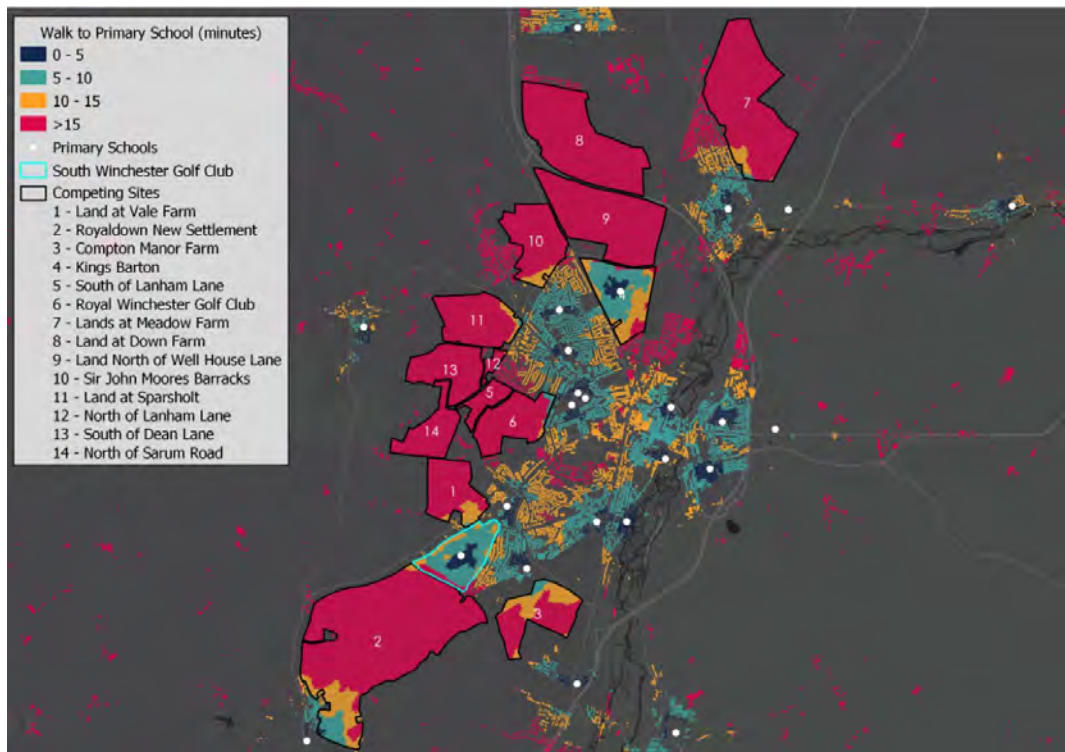 Walk to Primary School (minutes)
0 - 5
5 - 10
10 - 15
>15
Primary Schools
South Winchester Golf Club
Competing Sites
1 - Land at Vale Farm
2 - Royaldown New Settlement
3 - Compton Manor Farm
4 - Kings Barton
5 - South of Lanham Lane
6 - Royal Winchester Golf Club
7 - Lands at Meadow Farm
8 - Land at Down Farm
9 - Land North of Well House Lane
10 - Sir John Moores Barracks
11 - Land at Sparsholt
12 - North of Lanham Lane
13 - South of Dean Lane
14 - North of Sarum Road
7
8
9
10
4
11
12
13
5
6
14
1
3
2